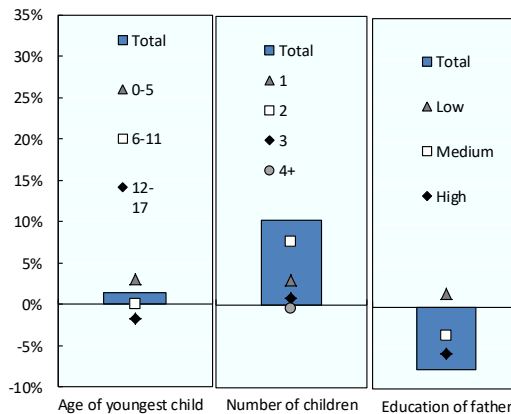 35%
30%
25%
20%
15%
10%
5%
0%
-5%
-10%
Total
0-5
6-11
12-
17
Age of youngest child
Total
1
2
3
4+
Number of children
Total
Low
Medium
High
Education of father